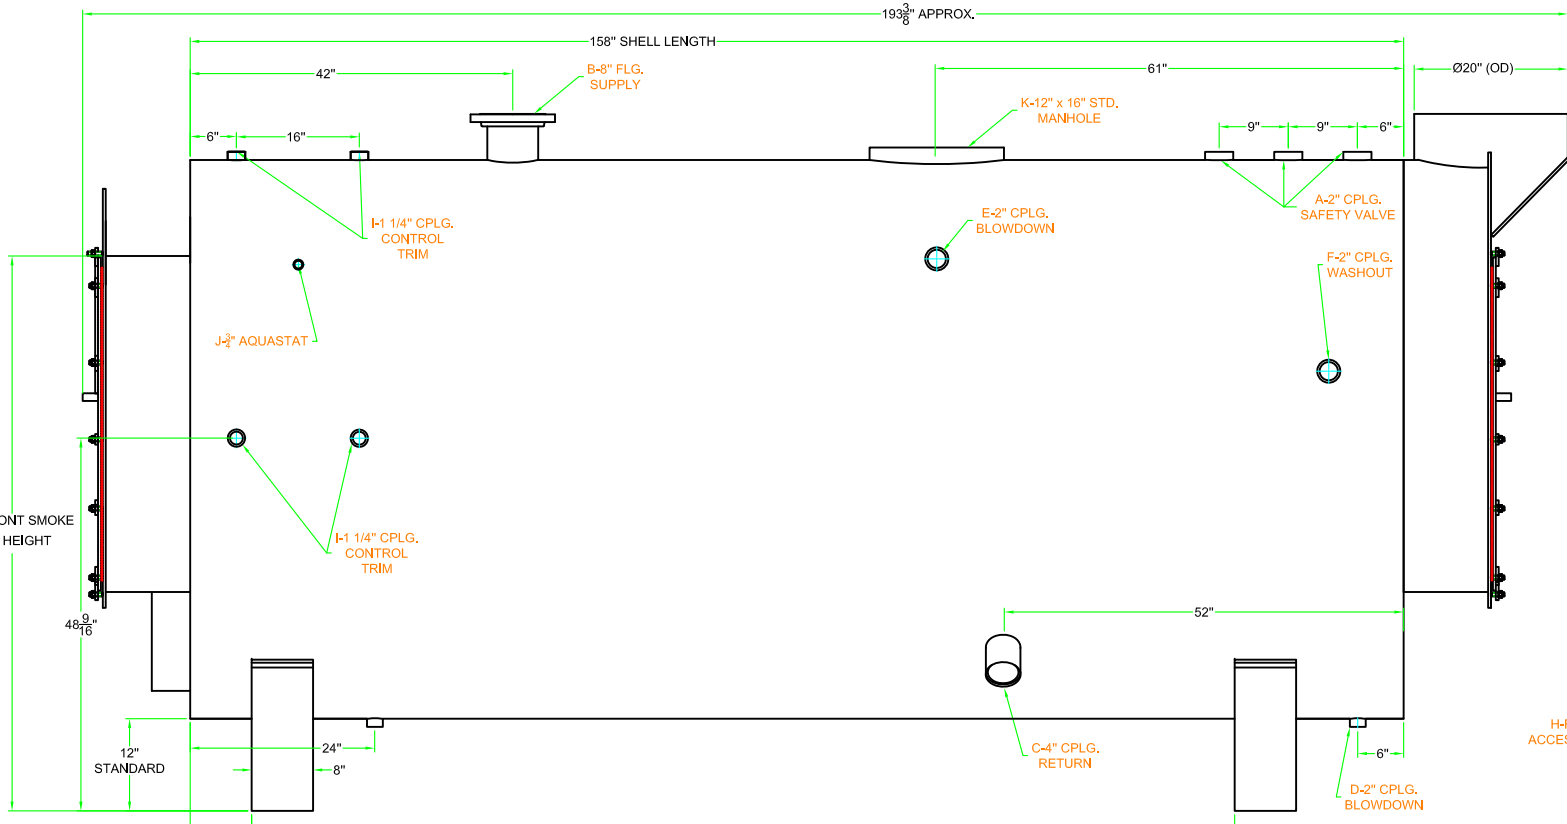 193 3/8" APPROX.
158" SHELL LENGTH
42"
B-8" FLG.
SUPPLY
61"
Ø20" (OD)
K-12" x 16" STD.
MANHOLE
6"
16"
9"
9"
6"
I-1 1/4" CPLG.
CONTROL
TRIM
E-2" CPLG.
BLOWDOWN
A-2" CPLG.
SAFETY VALVE
F-2" CPLG.
WASHOUT
J-3/4" AQUASTAT
ONT SMOKE
HEIGHT
I-1 1/4" CPLG.
CONTROL
TRIM
48 9/16"
52"
12"
STANDARD
24"
8"
C-4" CPLG.
RETURN
6"
D-2" CPLG.
BLOWDOWN